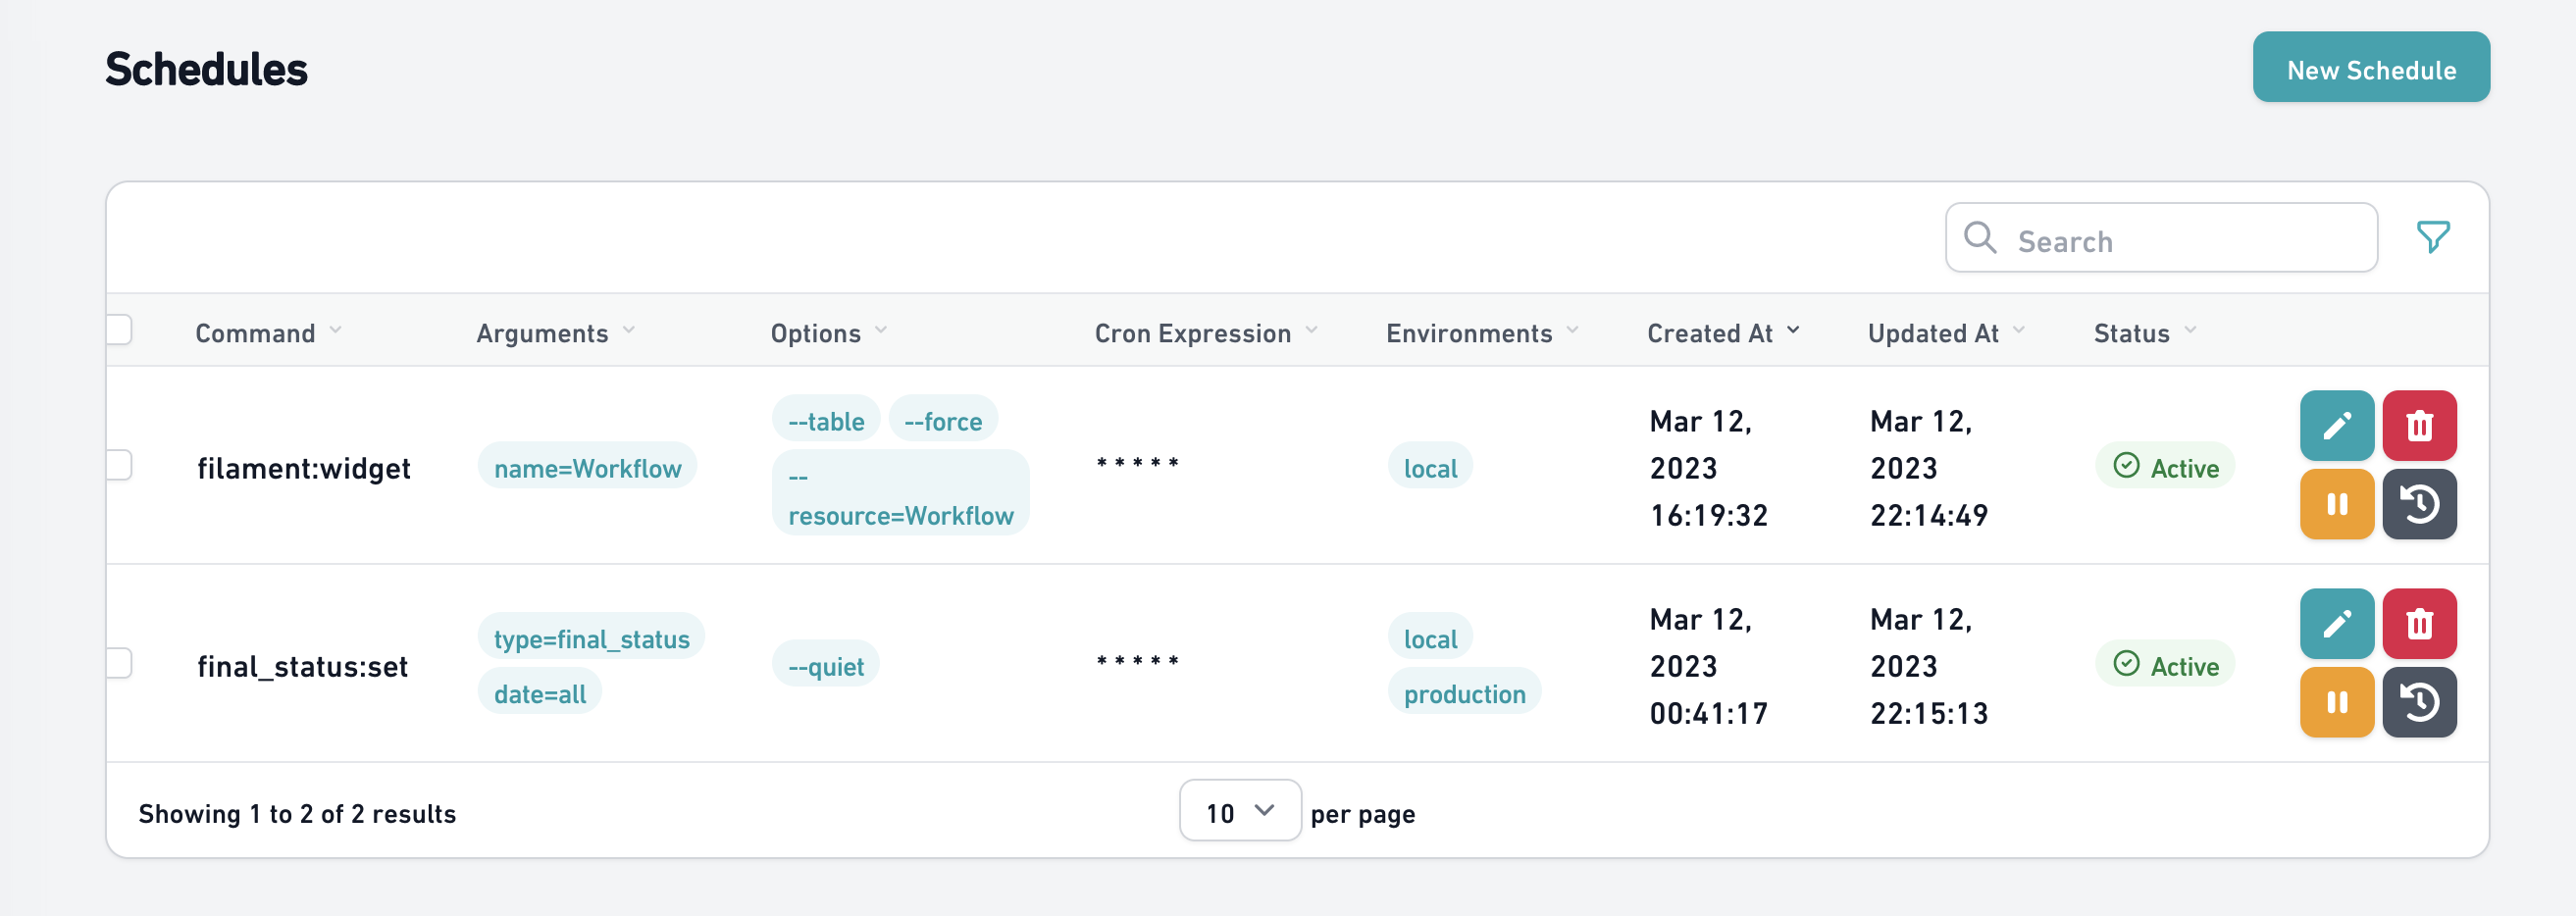 Schedules
New Schedule
Search
Command Arguments Options Cron Expression Environments Created At Updated At Status
filament:widget
name=Workflow
--table --force
--
resource=Workflow
* * * * *
local
Mar 12,
2023
16:19:32
Mar 12,
2023
22:14:49
Active
final_status:set
type=final_status
date=all
--quiet
* * * * *
local
production
Mar 12,
2023
00:41:17
Mar 12,
2023
22:15:13
Active
Showing 1 to 2 of 2 results
10 per page